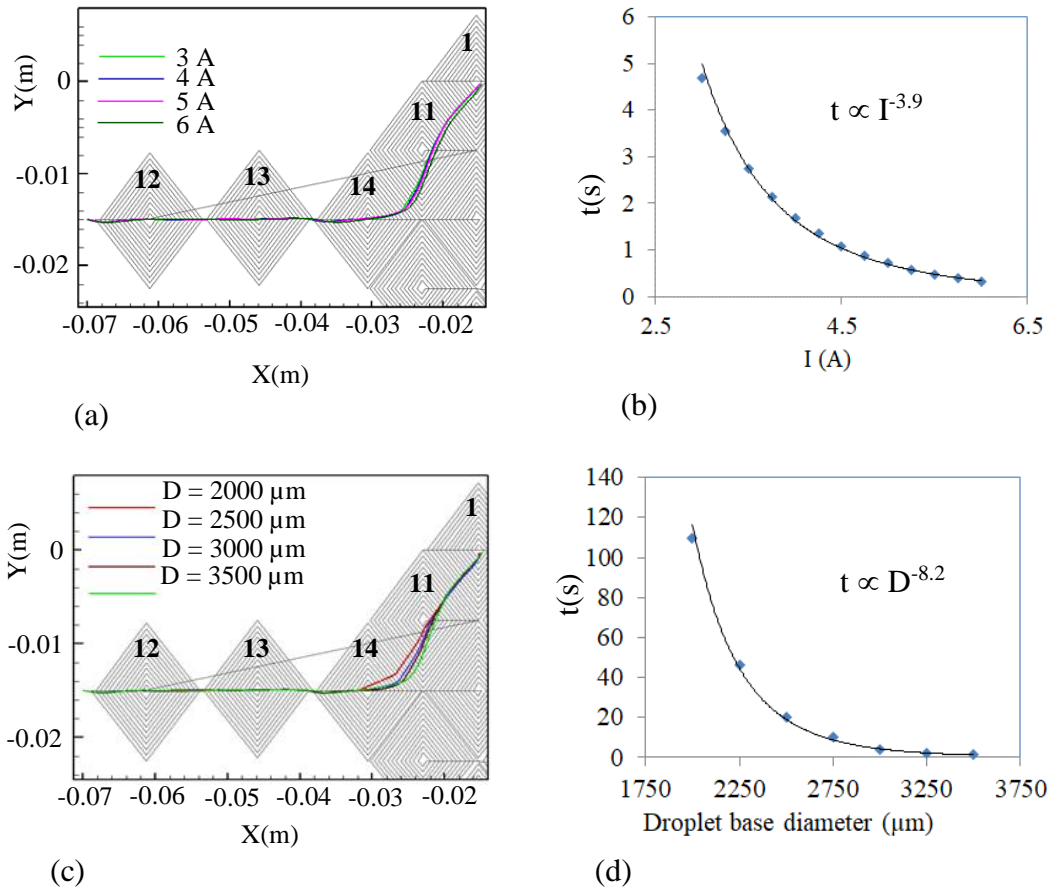 3 A
4 A
5 A
6 A
1
11
12
13
14
Y(m)
0
-0.01
-0.02
-0.07 -0.06 -0.05 -0.04 -0.03 -0.02
X(m)
(a)
6
5
4
3
2
1
0
t(s)
t ∝ I-3.9
2.5 4.5 6.5
I (A)
(b)
D = 2000 µm
D = 2500 µm
D = 3000 µm
D = 3500 µm
1
11
12
13
14
Y(m)
0
-0.01
-0.02
-0.07 -0.06 -0.05 -0.04 -0.03 -0.02
X(m)
(c)
140
120
100
80
60
40
20
0
t(s)
t ∝ D-8.2
1750 2250 2750 3250 3750
Droplet base diameter (µm)
(d)